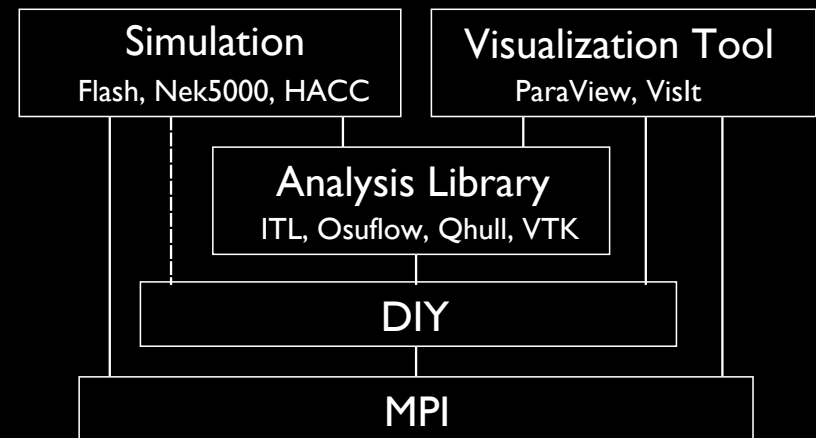 Simulation
Flash, Nek5000, HACC
Visualization Tool
ParaView, VisIt
Analysis Library
ITL, Osuflow, Qhull, VTK
DIY
MPI